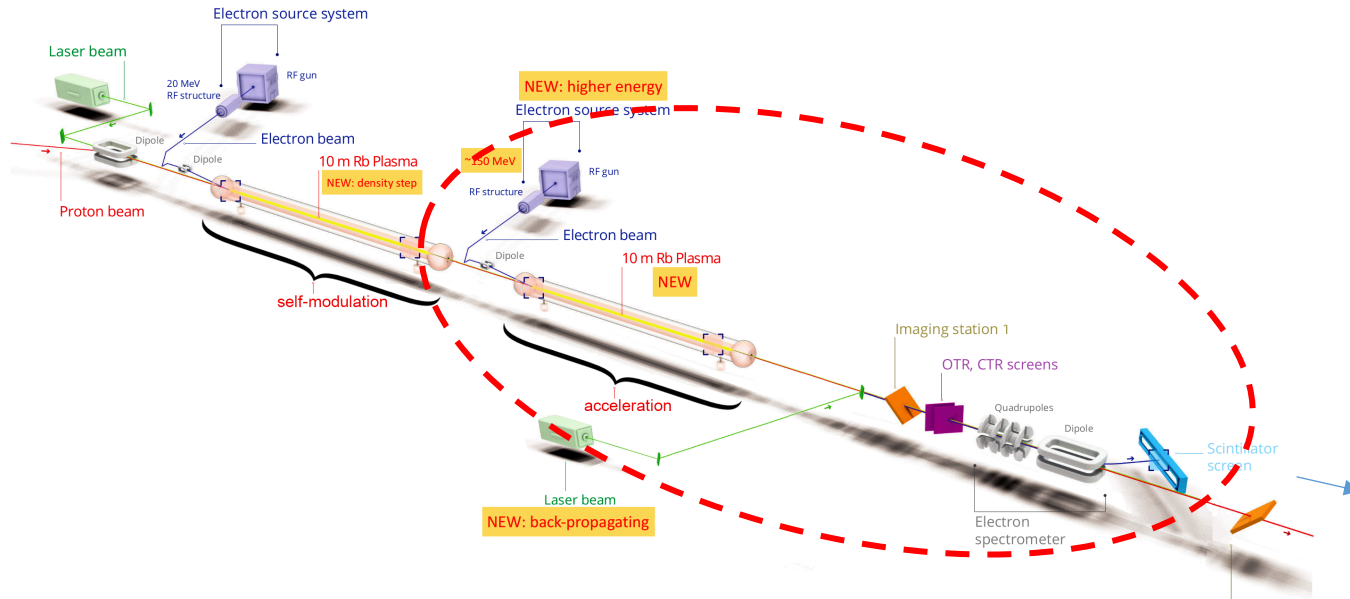 Electron source system
Laser beam
20 MeV
RF structure
RF gun
Dipole
Electron beam
Dipole
10 m Rb Plasma
NEW: density step
Proton beam
self-modulation
NEW: higher energy
Electron source system
~150 MeV
RF structure
RF gun
Electron beam
Dipole
10 m Rb Plasma
NEW
acceleration
Laser beam
NEW: back-propagating
Imaging station 1
OTR, CTR screens
Quadrupoles
Dipole
Scintillator
screen
Electron
spectrometer